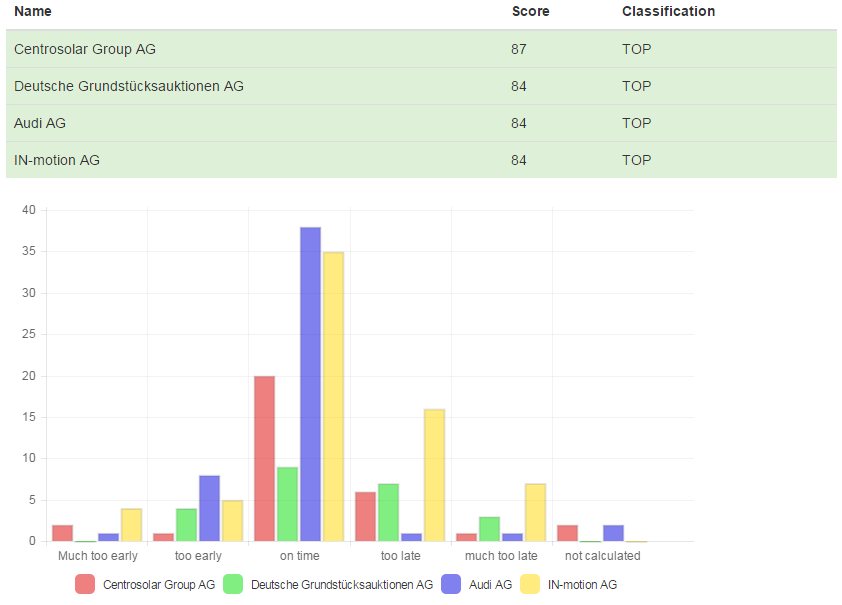 Name Score Classification
Centrosolar Group AG 87 TOP
Deutsche Grundstücksauktionen AG 84 TOP
Audi AG 84 TOP
IN-motion AG 84 TOP
40
35
30
25
20
15
10
5
0
Much too early too early on time too late much too late not calculated
Centrosolar Group AG Deutsche Grundstücksauktionen AG Audi AG IN-motion AG